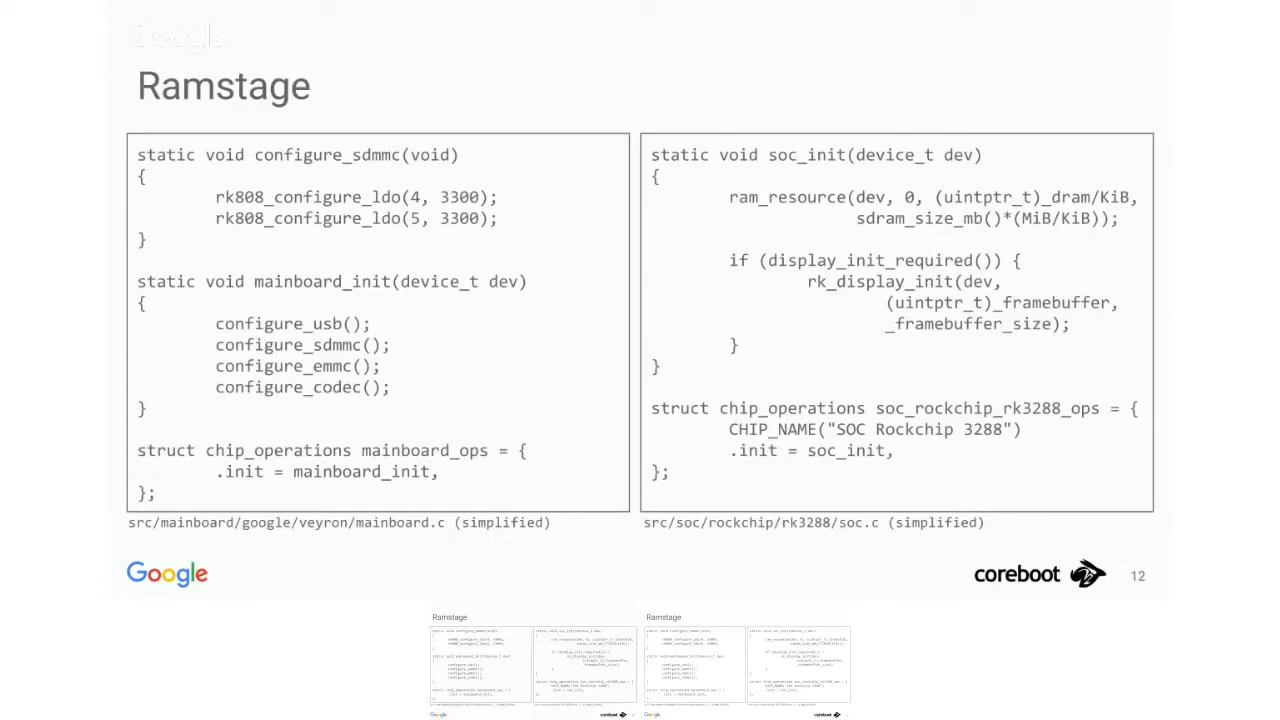 Google
Ramstage
static void configure_sdmmc(void)
{
        rk808_configure_ldo(4, 3300);
        rk808_configure_ldo(5, 3300);
}

static void mainboard_init(device_t dev)
{
        configure_usb();
        configure_sdmmc();
        configure_emmc();
        configure_codec();
}

struct chip_operations mainboard_ops = {
        .init = mainboard_init,
};
src/mainboard/google/veyron/mainboard.c (simplified)
static void soc_init(device_t dev)
{
        ram_resource(dev, 0, (uintptr_t)_dram/KiB,
                     sdram_size_mb()*(MiB/KiB));

        if (display_init_required()) {
                rk_display_init(dev,
                        (uintptr_t)_framebuffer,
                        _framebuffer_size);
        }
}

struct chip_operations soc_rockchip_rk3288_ops = {
        CHIP_NAME("SOC Rockchip 3288")
        .init = soc_init,
};
src/soc/rockchip/rk3288/soc.c (simplified)
Google
coreboot
12
Ramstage
Ramstage